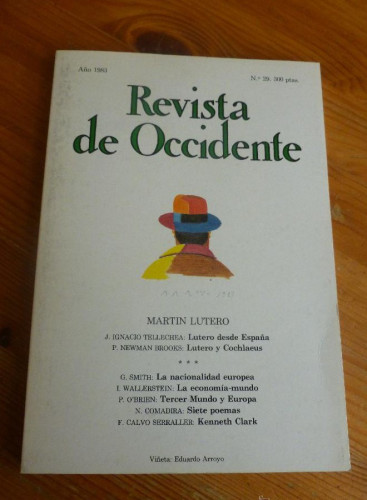 Año 1983
N.º 29. 500 ptas
Revista
de Occidente
MARTIN LUTERO
J. IGNACIO TELLECHEA: Lutero desde España
P. NEWMAN BROOKS: Lutero y Cochlaeus
* * *
G. SMITH: La nacionalidad europea
I. WALLERSTEIN: La economía-mundo
P. O'BRIEN: Tercer Mundo y Europa
N. COMADIRA: Siete poemas
F. CALVO SERRALLER: Kenneth Clark
Viñeta: Eduardo Arroyo